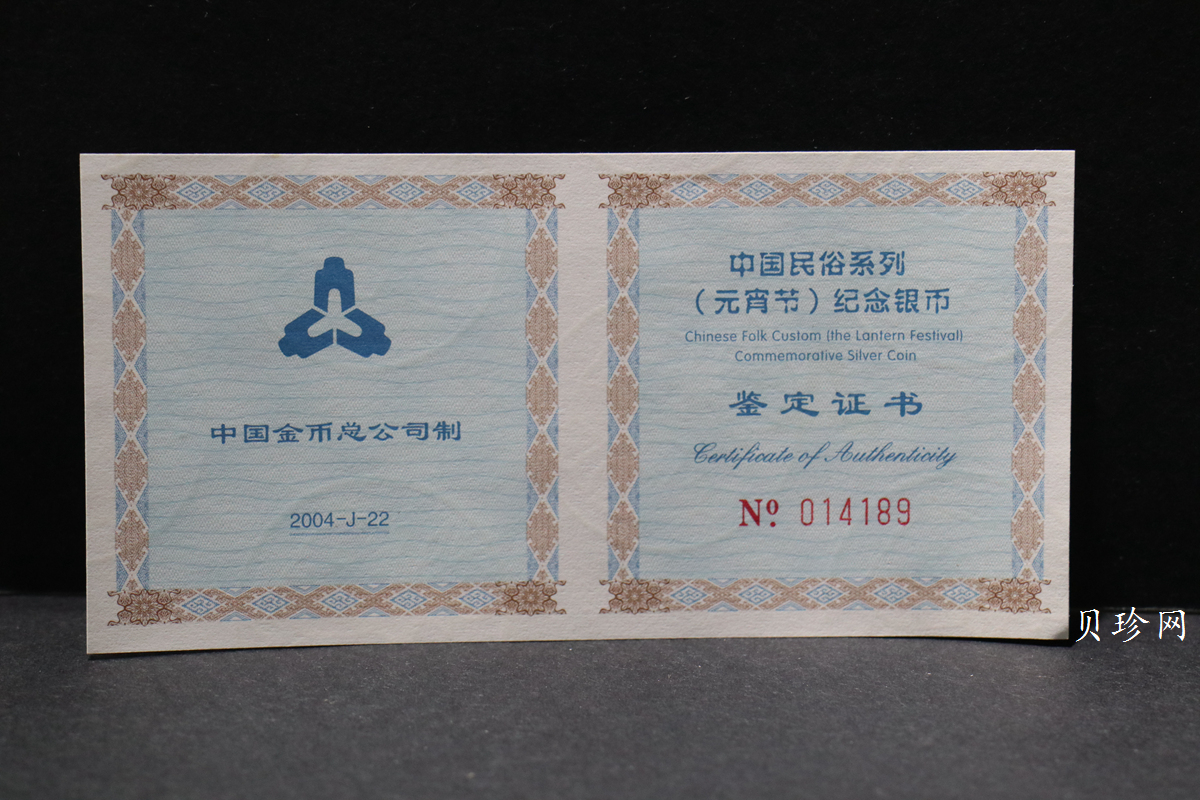 中国金币总公司制
2004-J-22
中国民俗系列
（元宵节）纪念银币
Chinese Folk Custom (the Lantern Festival)
Commemorative Silver Coin
鉴定证书
Certificate of Authenticity
Nº 014189
贝珍网